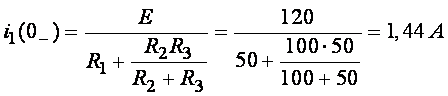 i₁(0₋) = E / (R₁ + R₂R₃ / (R₂ + R₃)) = 120 / (50 + 100·50 / (100 + 50)) = 1,44 A